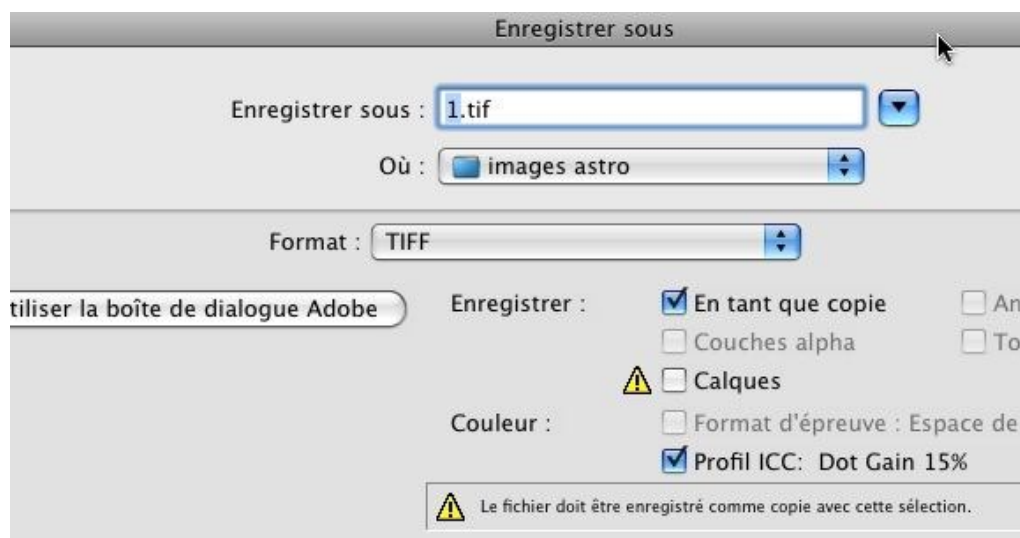 Enregistrer sous
Enregistrer sous : 1.tif
Où : images astro
Format : TIFF
tiliser la boîte de dialogue Adobe
Enregistrer : En tant que copie An
Couches alpha To
Calques
Couleur : Format d'épreuve : Espace de
Profil ICC: Dot Gain 15%
Le fichier doit être enregistré comme copie avec cette sélection.